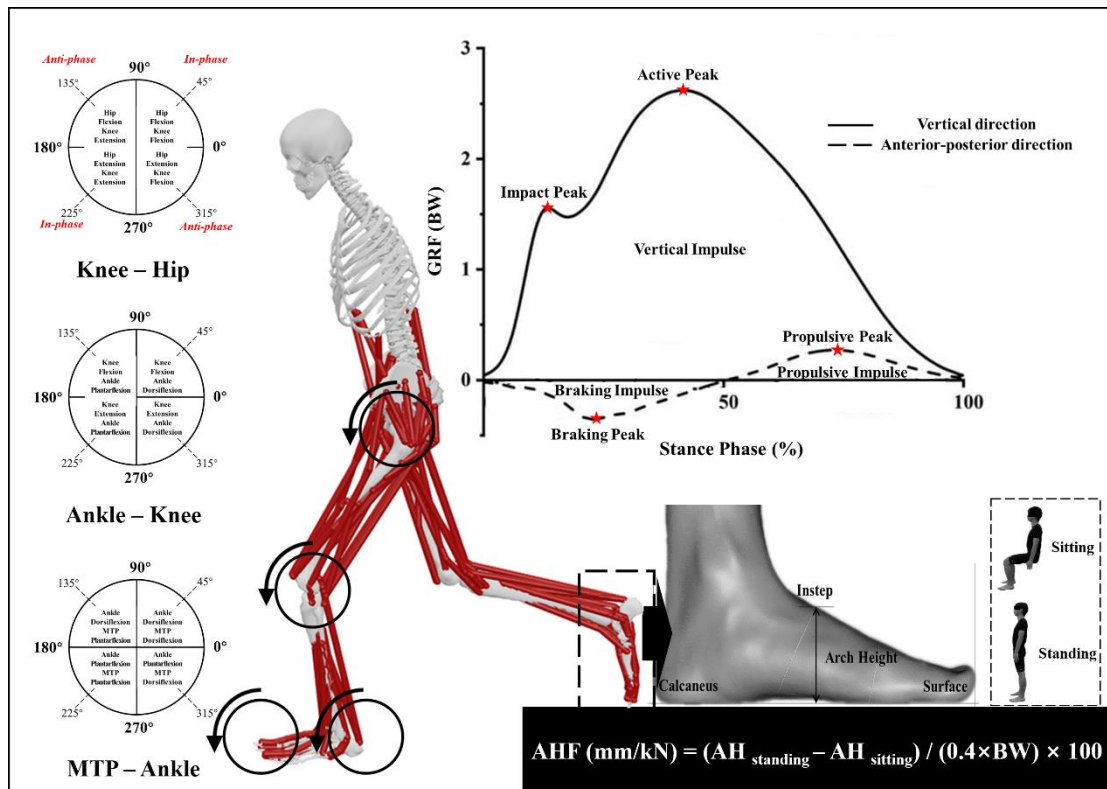 Anti-phase
In-phase
90°
135°
45°
Hip
Flexion
Knee
Extension
Hip
Flexion
Knee
Flexion
180°
0°
Hip
Extension
Knee
Extension
Hip
Extension
Knee
Flexion
225°
315°
In-phase
270°
Anti-phase
Knee – Hip
90°
135°
45°
Knee
Flexion
Ankle
Plantarflexion
Knee
Flexion
Ankle
Dorsiflexion
180°
0°
Knee
Extension
Ankle
Plantarflexion
Knee
Extension
Ankle
Dorsiflexion
225°
315°
270°
Ankle – Knee
90°
135°
45°
Ankle
Dorsiflexion
MTP
Plantarflexion
Ankle
Dorsiflexion
MTP
Dorsiflexion
180°
0°
Ankle
Plantarflexion
MTP
Plantarflexion
Ankle
Plantarflexion
MTP
Dorsiflexion
225°
315°
270°
MTP – Ankle
3
2
1
0
GRF (BW)
Active Peak
Impact Peak
Vertical direction
Anterior-posterior direction
Vertical Impulse
Propulsive Peak
Propulsive Impulse
Braking Impulse
Braking Peak
50
100
Stance Phase (%)
Instep
Arch Height
Calcaneus
Surface
Sitting
Standing
AHF (mm/kN) = (AH standing – AH sitting) / (0.4×BW) × 100